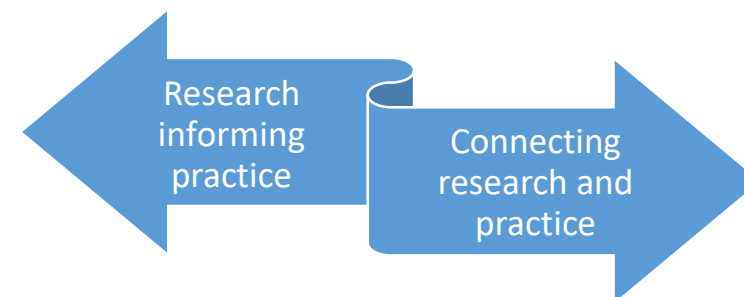 Research
informing
practice
Connecting
research and
practice